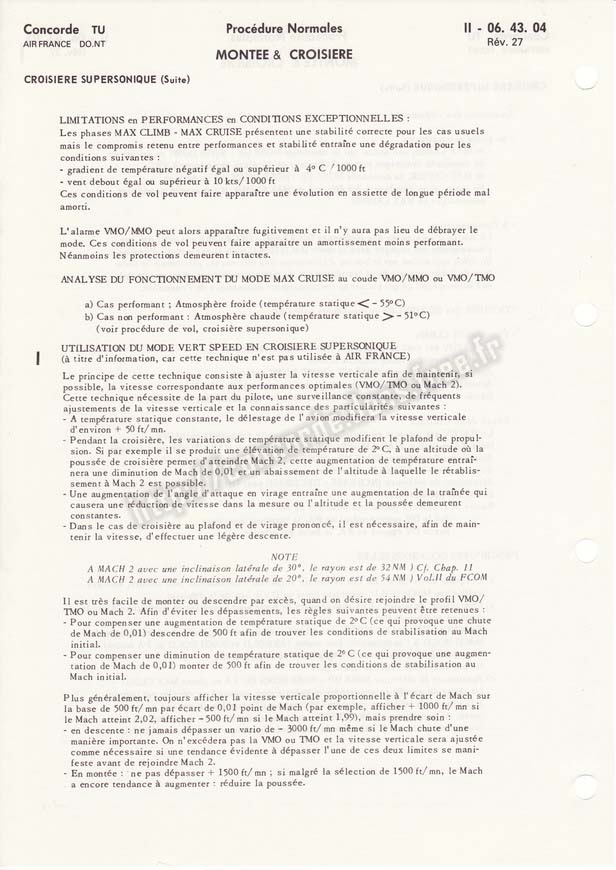 Concorde TU
AIR FRANCE DO.NT
Procédure Normales
MONTEE & CROISIERE
II - 06. 43. 04
Rév. 27
CROISIERE SUPERSONIQUE (Suite)
LIMITATIONS en PERFORMANCES en CONDITIONS EXCEPTIONNELLES :
Les phases MAX CLIMB - MAX CRUISE présentent une stabilité correcte pour les cas usuels
mais le compromis retenu entre performances et stabilité entraîne une dégradation pour les
conditions suivantes :
- gradient de température négatif égal ou supérieur à 4° C / 1000 ft
- vent debout égal ou supérieur à 10 kts/1000 ft
Ces conditions de vol peuvent faire apparaître une évolution en assiette de longue période mal
amorti.
L'alarme VMO/MMO peut alors apparaître fugitivement et il n'y aura pas lieu de débrayer le
mode. Ces conditions de vol peuvent faire apparaitre un amortissement moins performant.
Néanmoins les protections demeurent intactes.
ANALYSE DU FONCTIONNEMENT DU MODE MAX CRUISE au coude VMO/MMO ou VMO/TMO
a) Cas performant : Atmosphère froide (température statique < - 55°C)
b) Cas non performant : Atmosphère chaude (température statique > - 51°C)
(voir procédure de vol, croisière supersonique)
UTILISATION DU MODE VERT SPEED EN CROISIERE SUPERSONIQUE
(à titre d'information, car cette technique n'est pas utilisée à AIR FRANCE)
Le principe de cette technique consiste à ajuster la vitesse verticale afin de maintenir, si
possible, la vitesse correspondante aux performances optimales (VMO/TMO ou Mach 2).
Cette technique nécessite de la part du pilote, une surveillance constante, de fréquents
ajustements de la vitesse verticale et la connaissance des particularités suivantes :
- A température statique constante, le délestage de l'avion modifiera la vitesse verticale
d'environ + 50 ft/mn.
- Pendant la croisière, les variations de température statique modifient le plafond de propul-
sion. Si par exemple il se produit une élévation de température de 2°C, à une altitude où la
poussée de croisière permet d'atteindre Mach 2, cette augmentation de température entraî-
nera une diminution de Mach de 0,01 et un abaissement de l'altitude à laquelle le rétablis-
sement à Mach 2 est possible.
- Une augmentation de l'angle d'attaque en virage entraîne une augmentation de la traînée qui
causera une réduction de vitesse dans la mesure ou l'altitude et la poussée demeurent
constantes.
- Dans le cas de croisière au plafond et de virage prononcé, il est nécessaire, afin de main-
tenir la vitesse, d'effectuer une légère descente.
NOTE
A MACH 2 avec une inclinaison latérale de 30°, le rayon est de 32 NM ) Cf. Chap. 11
A MACH 2 avec une inclinaison latérale de 20°, le rayon est de 54 NM ) Vol.II du FCOM
Il est très facile de monter ou descendre par excés, quand on désire rejoindre le profil VMO/
TMO ou Mach 2. Afin d'éviter les dépassements, les règles suivantes peuvent être retenues :
- Pour compenser une augmentation de température statique de 2°C (ce qui provoque une chute
de Mach de 0,01) descendre de 500 ft afin de trouver les conditions de stabilisation au Mach
initial.
- Pour compenser une diminution de température statique de 2°C (ce qui provoque une augmen-
tation de Mach de 0,01) monter de 500 ft afin de trouver les conditions de stabilisation au
Mach initial.
Plus généralement, toujours afficher la vitesse verticale proportionnelle à l'écart de Mach sur
la base de 500 ft/mn par écart de 0,01 point de Mach (par exemple, afficher + 1000 ft/mn si
le Mach atteint 2,02, afficher - 500 ft/mn si le Mach atteint 1,99), mais prendre soin :
- en descente : ne jamais dépasser un vario de - 3000 ft/mn même si le Mach chute d'une
manière importante. On n'excédera pas la VMO ou TMO et la vitesse verticale sera ajustée
comme nécessaire si une tendance évidente à dépasser l'une de ces deux limites se mani-
feste avant de rejoindre Mach 2.
- En montée : ne pas dépasser + 1500 ft/mn ; si malgré la sélection de 1500 ft/mn, le Mach
a encore tendance à augmenter : réduire la poussée.